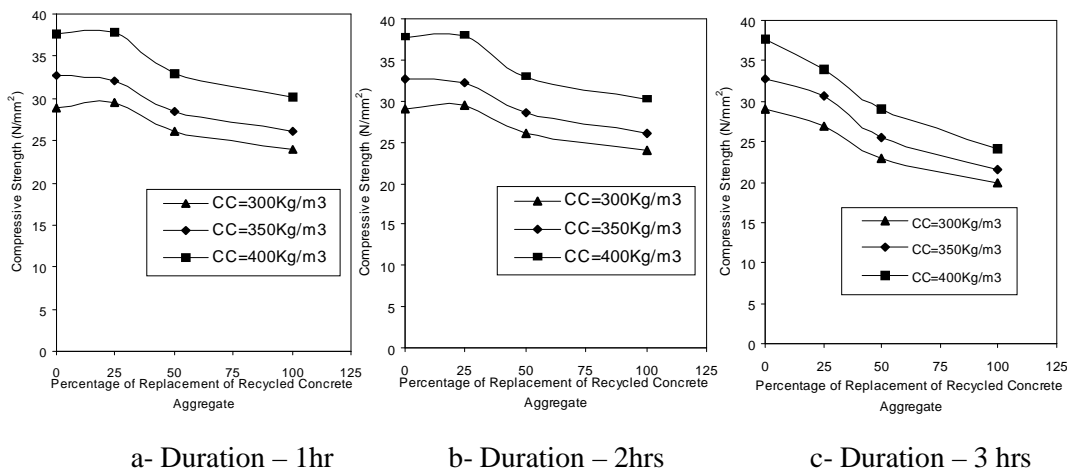 40
35
30
25
20
15
10
5
0
Compressive Strength (N/mm²)
CC=300Kg/m3
CC=350Kg/m3
CC=400Kg/m3
0 25 50 75 100 125
Percentage of Replacement of Recycled Concrete
Aggregate
a- Duration – 1hr
40
35
30
25
20
15
10
5
0
Compressive Strength (N/mm²)
CC=300Kg/m3
CC=350Kg/m3
CC=400Kg/m3
0 25 50 75 100 125
Percentage of Replacement of Recycled Concrete
Aggregate
b- Duration – 2hrs
40
35
30
25
20
15
10
5
0
Compressive Strength (N/mm²)
CC=300Kg/m3
CC=350Kg/m3
CC=400Kg/m3
0 25 50 75 100 125
Percentage of Replacement of Recycled Concrete
Aggregate
c- Duration – 3 hrs